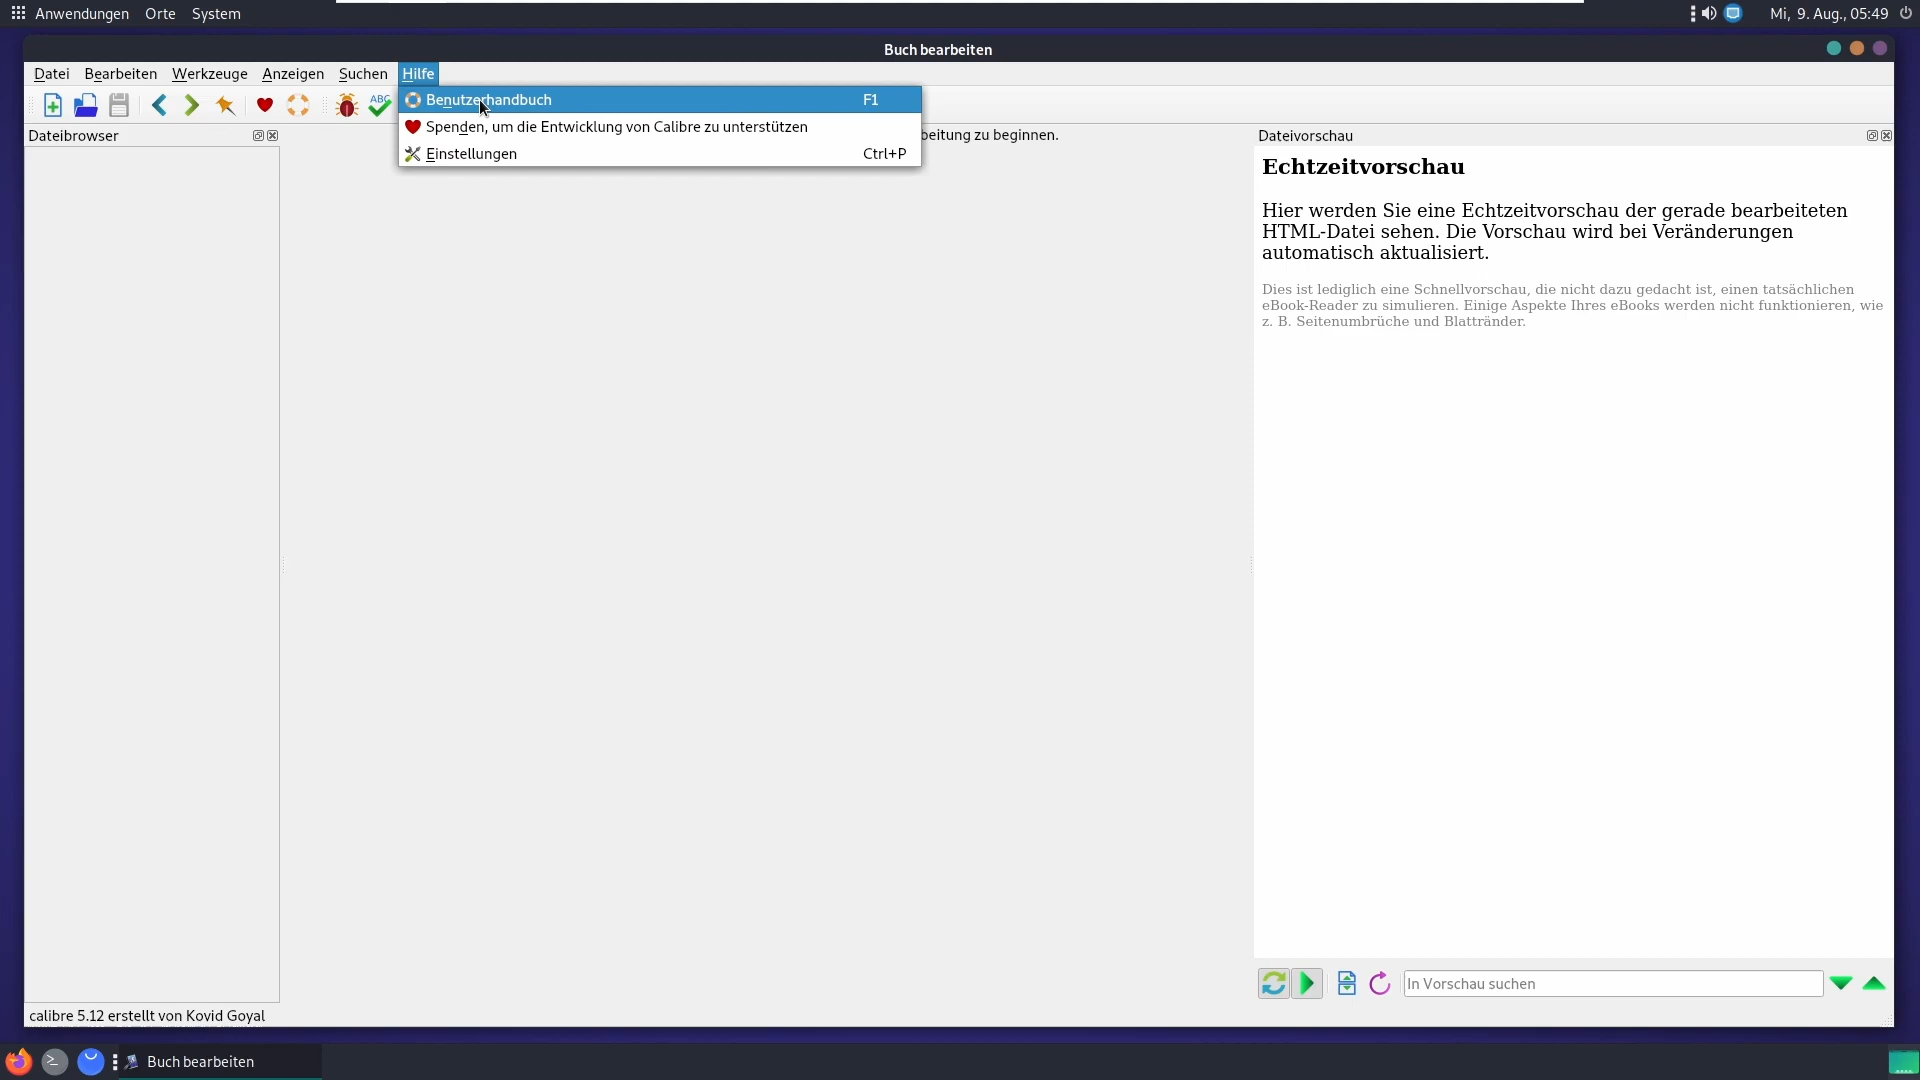 Anwendungen Orte System
Mi, 9. Aug., 05:49
Buch bearbeiten
Datei Bearbeiten Werkzeuge Anzeigen Suchen Hilfe
ABC
Benutzerhandbuch F1
Spenden, um die Entwicklung von Calibre zu unterstützen
Einstellungen Ctrl+P
Dateibrowser
beitung zu beginnen.
Dateivorschau
Echtzeitvorschau
Hier werden Sie eine Echtzeitvorschau der gerade bearbeiteten
HTML-Datei sehen. Die Vorschau wird bei Veränderungen
automatisch aktualisiert.
Dies ist lediglich eine Schnellvorschau, die nicht dazu gedacht ist, einen tatsächlichen
eBook-Reader zu simulieren. Einige Aspekte Ihres eBooks werden nicht funktionieren, wie
z. B. Seitenumbrüche und Blattränder.
In Vorschau suchen
calibre 5.12 erstellt von Kovid Goyal
Buch bearbeiten